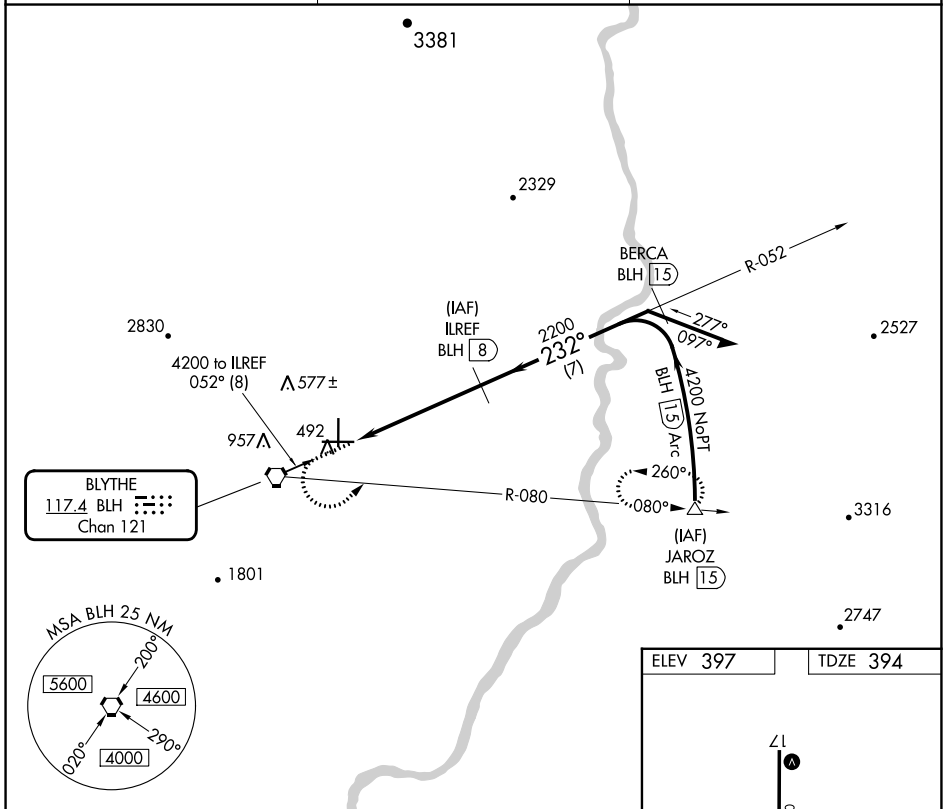 3381
2329
BERCA
BLH 15
R-052
277°
097°
2527
(IAF)
ILREF
BLH 8
2200
232°
(7)
2830
4200 to ILREF
052° (8)
577 ±
4200 NoPT
BLH 15 Arc
957
492
BLYTHE
117.4 BLH
Chan 121
R-080
260°
080°
3316
(IAF)
JAROZ
BLH 15
1801
2747
MSA BLH 25 NM
200°
5600
4600
020°
290°
4000
ELEV 397
TDZE 394
17
V